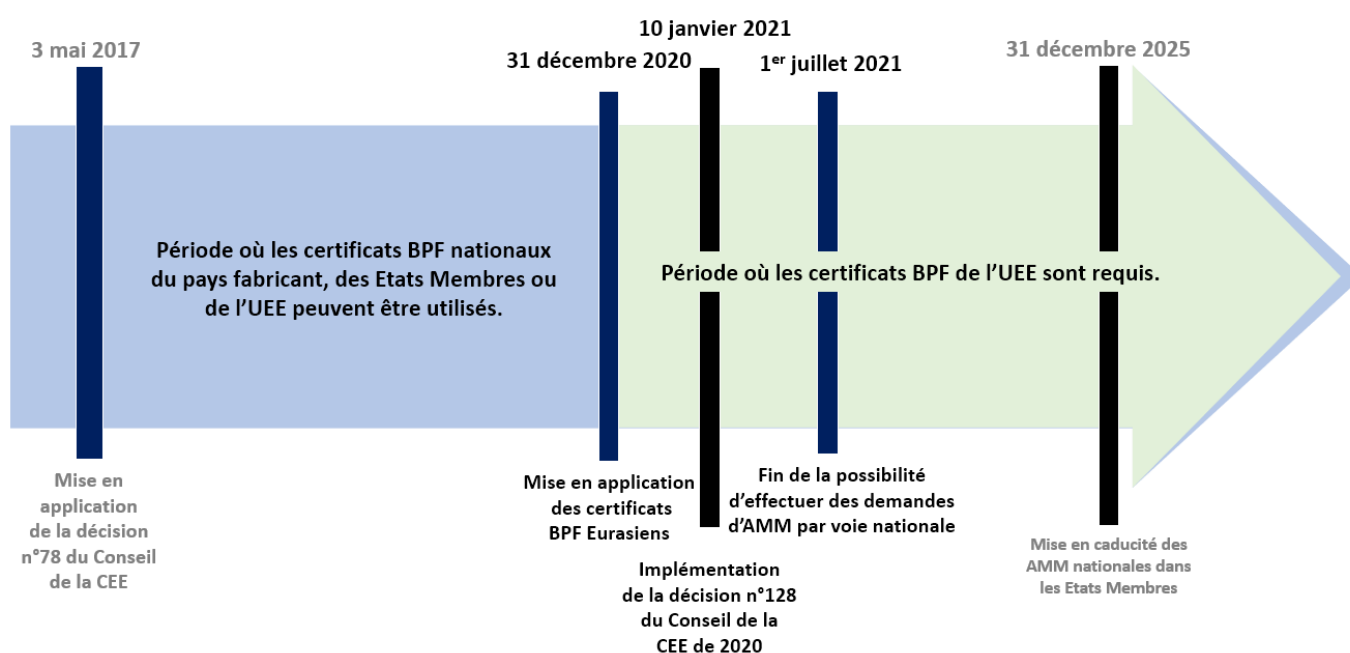 3 mai 2017
31 décembre 2020
10 janvier 2021
1er juillet 2021
31 décembre 2025
Période où les certificats BPF nationaux
du pays fabricant, des Etats Membres ou
de l’UEE peuvent être utilisés.
Période où les certificats BPF de l’UEE sont requis.
Mise en
application
de la décision
n°78 du Conseil
de la CEE
Mise en application
des certificats
BPF Eurasiens
Implémentation
de la décision n°128
du Conseil de la
CEE de 2020
Fin de la possibilité
d’effectuer des demandes
d’AMM par voie nationale
Mise en caducité des
AMM nationales dans
les Etats Membres